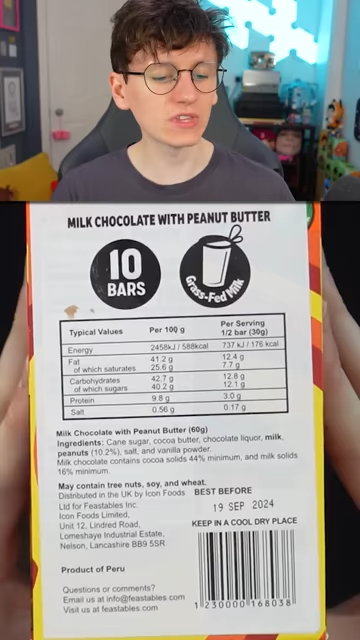 MILK CHOCOLATE WITH PEANUT BUTTER
10
BARS
Grass-Fed Milk
Typical Values Per 100 g Per Serving 1/2 bar (30g)
Energy 2458kJ / 588kcal 737 kJ / 176 kcal
Fat 41.2 g 12.4 g
of which saturates 25.6 g 7.7 g
Carbohydrates 42.7 g 12.8 g
of which sugars 40.2 g 12.1 g
Protein 9.8 g 3.0 g
Salt 0.56 g 0.17 g
Milk Chocolate with Peanut Butter (60g)
Ingredients: Cane sugar, cocoa butter, chocolate liquor, milk,
peanuts (10.2%), salt, and vanilla powder.
Milk chocolate contains cocoa solids 44% minimum, and milk solids
16% minimum.
May contain tree nuts, soy, and wheat.
Distributed in the UK by Icon Foods
Ltd for Feastables Inc.
Icon Foods Limited,
Unit 12, Lindred Road,
Lomeshaye Industrial Estate,
Nelson, Lancashire BB9 5SR
BEST BEFORE
19 SEP 2024
KEEP IN A COOL DRY PLACE
Product of Peru
Questions or comments?
Email us at info@feastables.com
Visit us at feastables.com
1 230000 168038